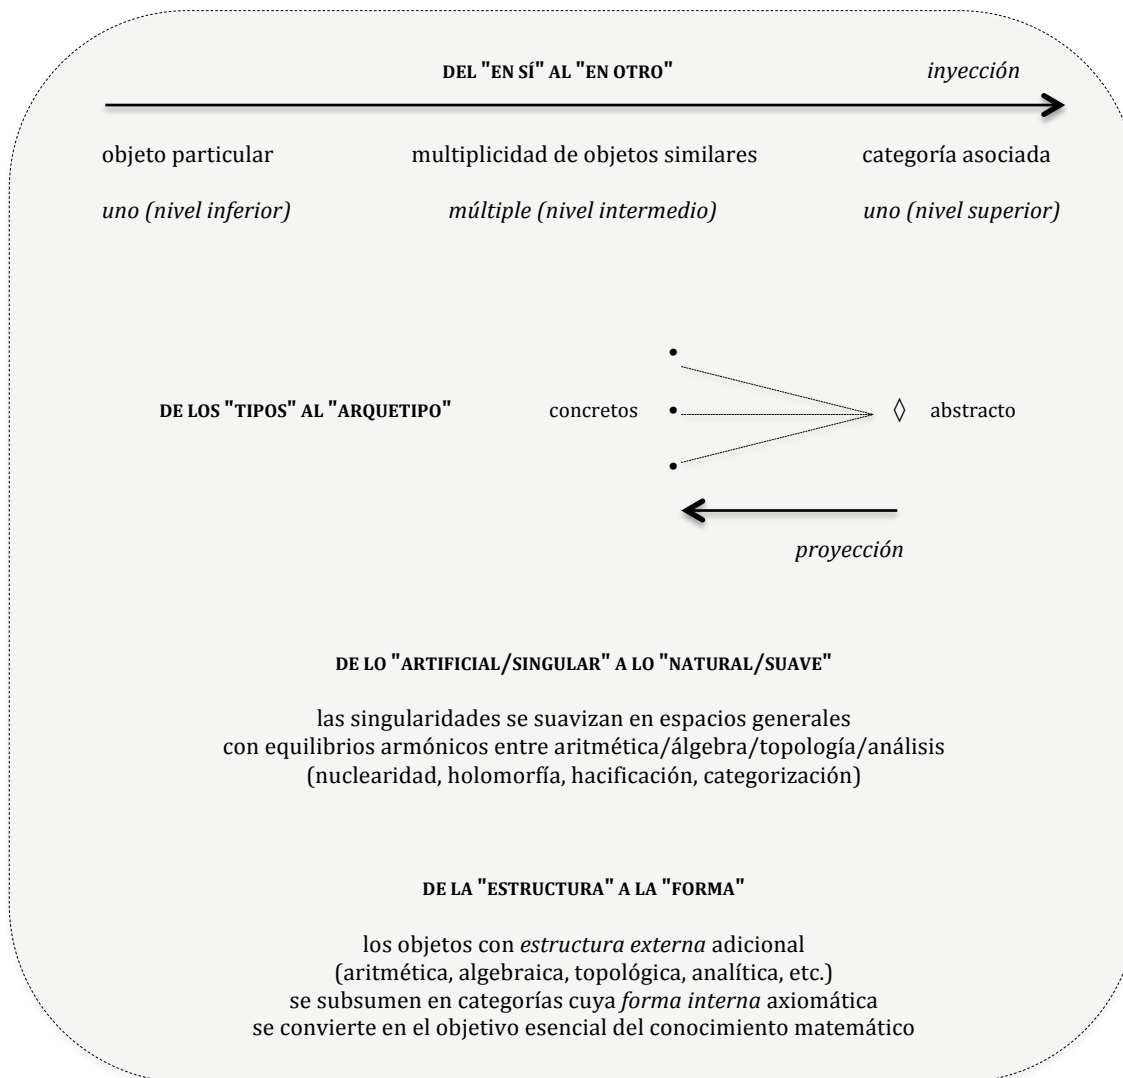 DEL "EN SÍ" AL "EN OTRO" inyección
objeto particular multiplicidad de objetos similares categoría asociada
uno (nivel inferior) múltiple (nivel intermedio) uno (nivel superior)
DE LOS "TIPOS" AL "ARQUETIPO" concretos abstracto
proyección
DE LO "ARTIFICIAL/SINGULAR" A LO "NATURAL/SUAVE"
las singularidades se suavizan en espacios generales
con equilibrios armónicos entre aritmética/álgebra/topología/análisis
(nuclearidad, holomorfía, hacificación, categorización)
DE LA "ESTRUCTURA" A LA "FORMA"
los objetos con estructura externa adicional
(aritmética, algebraica, topológica, analítica, etc.)
se subsumen en categorías cuya forma interna axiomática
se convierte en el objetivo esencial del conocimiento matemático